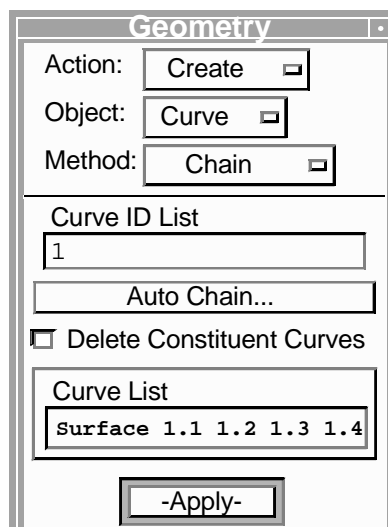 Geometry
Action: Create
Object: Curve
Method: Chain
Curve ID List
1
Auto Chain...
Delete Constituent Curves
Curve List
Surface 1.1 1.2 1.3 1.4
-Apply-